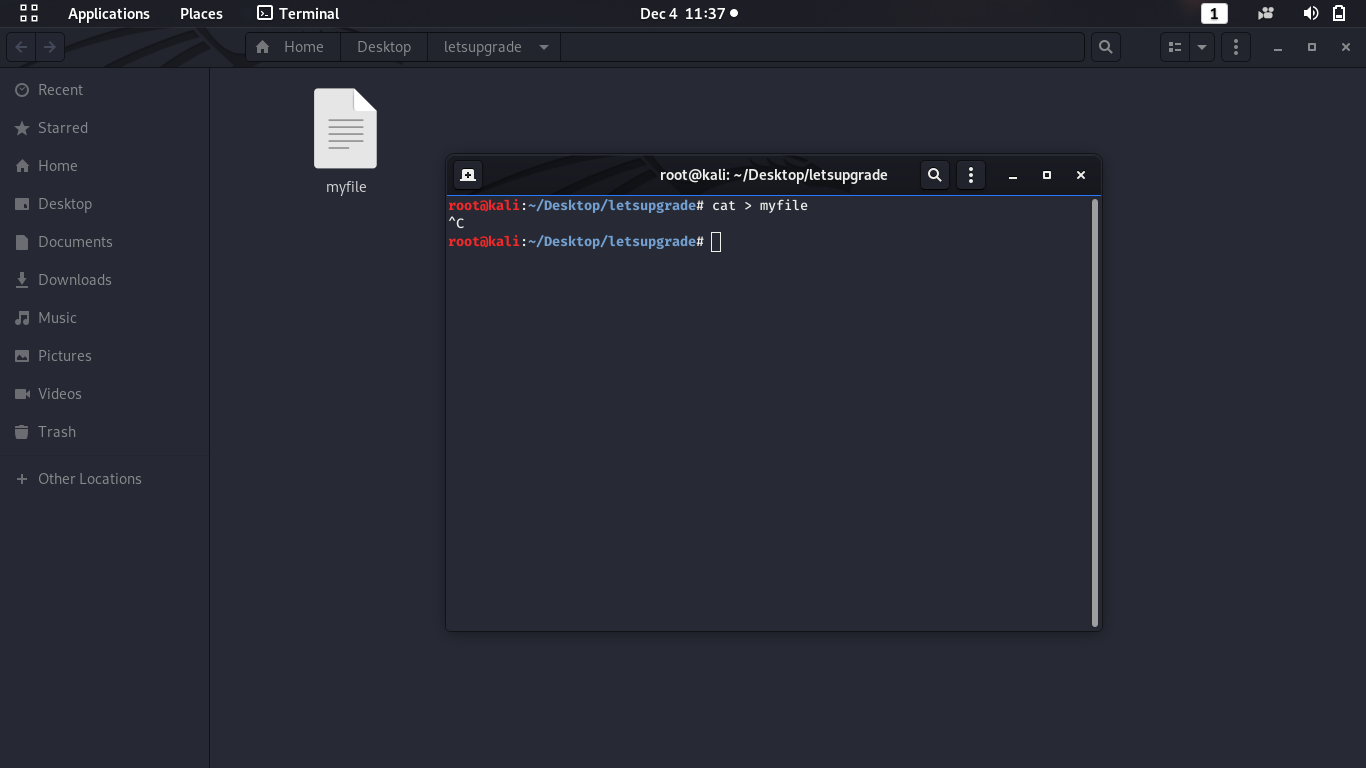 Applications Places Terminal Dec 4 11:37 1
Home Desktop letsupgrade
Recent
Starred
Home
Desktop
Documents
Downloads
Music
Pictures
Videos
Trash
Other Locations
myfile
root@kali: ~/Desktop/letsupgrade
root@kali:~/Desktop/letsupgrade# cat > myfile
^C
root@kali:~/Desktop/letsupgrade#